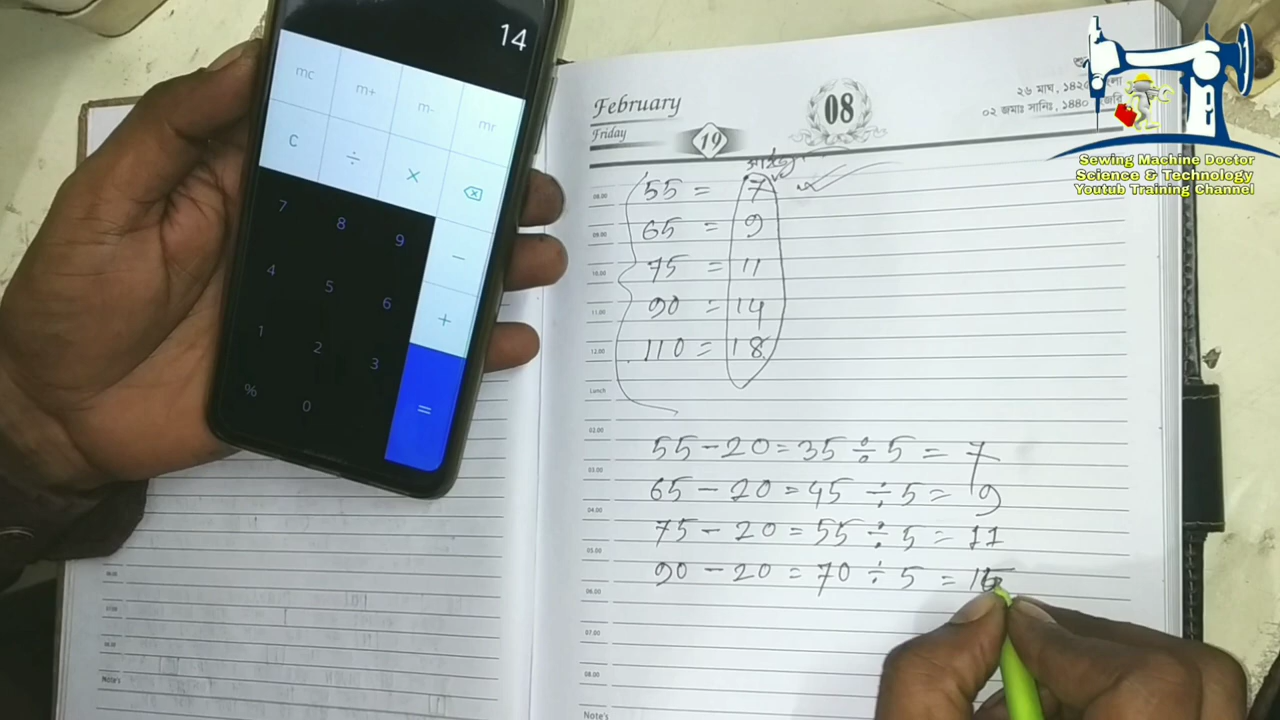 14
mc m+ m- mr
C ÷ ×
7 8 9 −
4 5 6 +
1 2 3 =
% 0
February
Friday
19
08
২৬ মাঘ, ১৪২৫
০২ জমাঃ সানিঃ, ১৪৪০
Sewing Machine Doctor
Science & Technology
Youtub Training Channel
08.00 55 = 7
09.00 65 = 9
10.00 75 = 11
11.00 90 = 14
12.00 110 = 18
Lunch
02.00
55 − 20 = 35 ÷ 5 = 7
03.00
65 − 20 = 45 ÷ 5 = 9
04.00
75 − 20 = 55 ÷ 5 = 11
05.00
90 − 20 = 70 ÷ 5 =
06.00
07.00
08.00
Note's
Note's